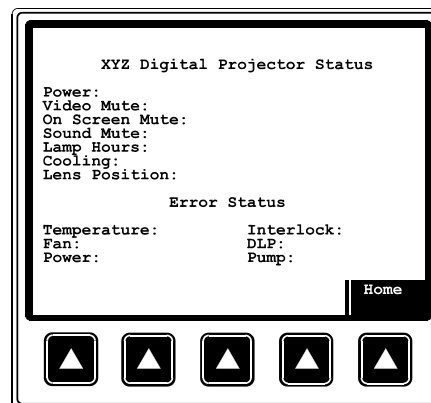 XYZ Digital Projector Status
Power:
Video Mute:
On Screen Mute:
Sound Mute:
Lamp Hours:
Cooling:
Lens Position:
Error Status
Temperature: Interlock:
Fan: DLP:
Power: Pump:
Home